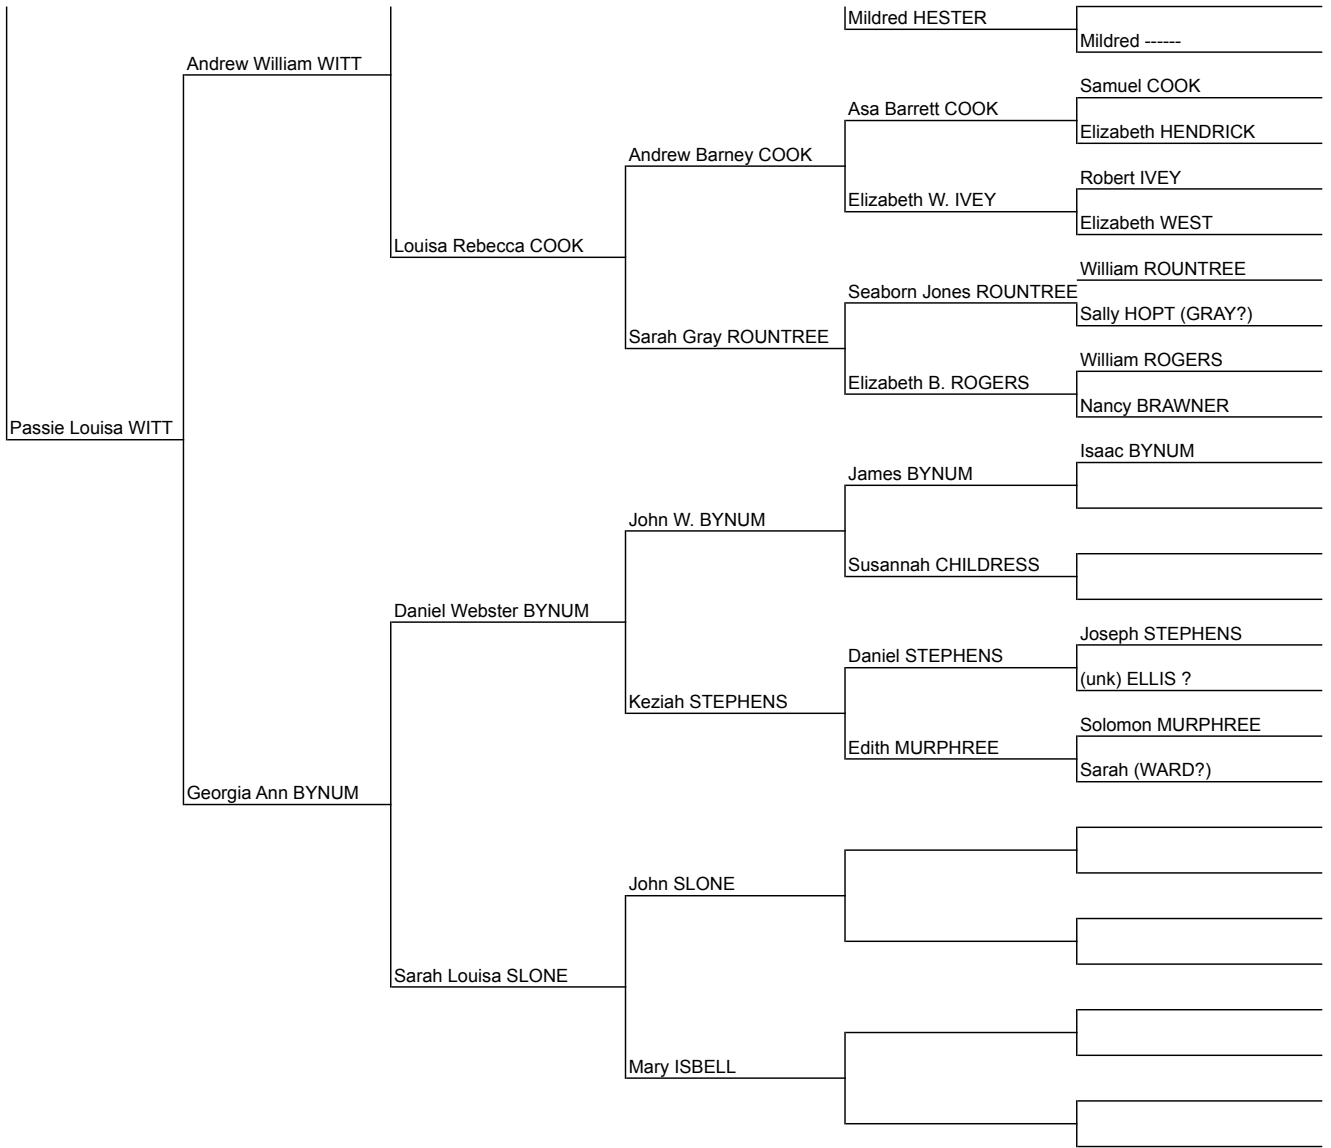 Mildred HESTER
Mildred ------
Andrew William WITT
Samuel COOK
Asa Barrett COOK
Elizabeth HENDRICK
Andrew Barney COOK
Robert IVEY
Elizabeth W. IVEY
Elizabeth WEST
Louisa Rebecca COOK
William ROUNTREE
Seaborn Jones ROUNTREE
Sally HOPT (GRAY?)
Sarah Gray ROUNTREE
William ROGERS
Elizabeth B. ROGERS
Nancy BRAWNER
Passie Louisa WITT
Isaac BYNUM
James BYNUM
John W. BYNUM
Susannah CHILDRESS
Daniel Webster BYNUM
Joseph STEPHENS
Daniel STEPHENS
(unk) ELLIS ?
Keziah STEPHENS
Solomon MURPHREE
Edith MURPHREE
Sarah (WARD?)
Georgia Ann BYNUM
John SLONE
Sarah Louisa SLONE
Mary ISBELL